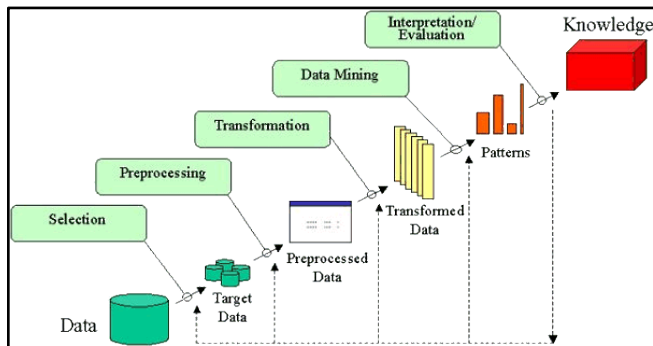 Interpretation/
Evaluation
Knowledge
Data Mining
Transformation
Patterns
Preprocessing
Transformed
Data
Selection
Preprocessed
Data
Target
Data
Data